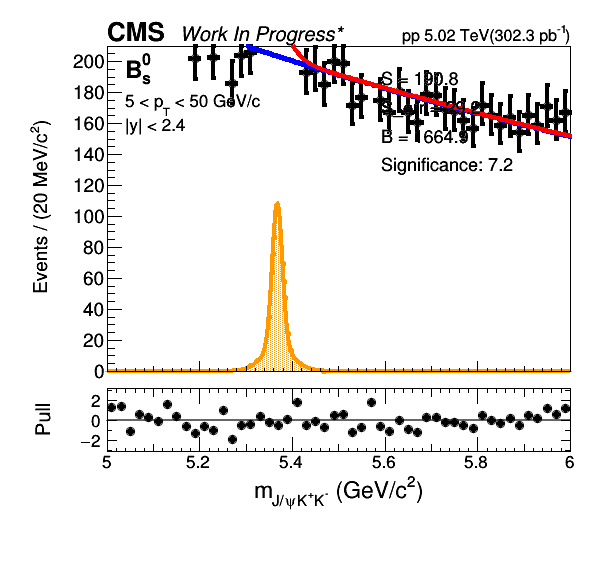 CMS Work In Progress* pp 5.02 TeV(302.3 pb⁻¹)
B⁰ₛ
5 < p_T < 50 GeV/c
|y| < 2.4
B = 1664.9
Significance: 7.2
Events / (20 MeV/c²)
200
180
160
140
120
100
80
60
40
20
0
Pull
2
0
−2
5 5.2 5.4 5.6 5.8 6
m_J/ψK⁺K⁻ (GeV/c²)